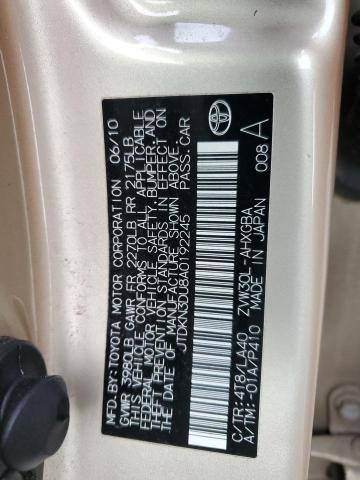 MFD.BY:TOYOTA MOTOR CORPORATION 06/10
GVWR 3980LB GAWR FR 2270LB RR 2175LB
THIS VEHICLE CONFORMS TO ALL APPLICABLE
FEDERAL MOTOR VEHICLE SAFETY,BUMPER,AND
THEFT PREVENTION STANDARDS IN EFFECT ON
THE DATE OF MANUFACTURE SHOWN ABOVE.
JTDKN3DU8A0192245 PASS.CAR
C/TR:4T8/LA40 ZVW30L-AHXGBA
A/TM:-01A/P410 MADE IN JAPAN 008 A